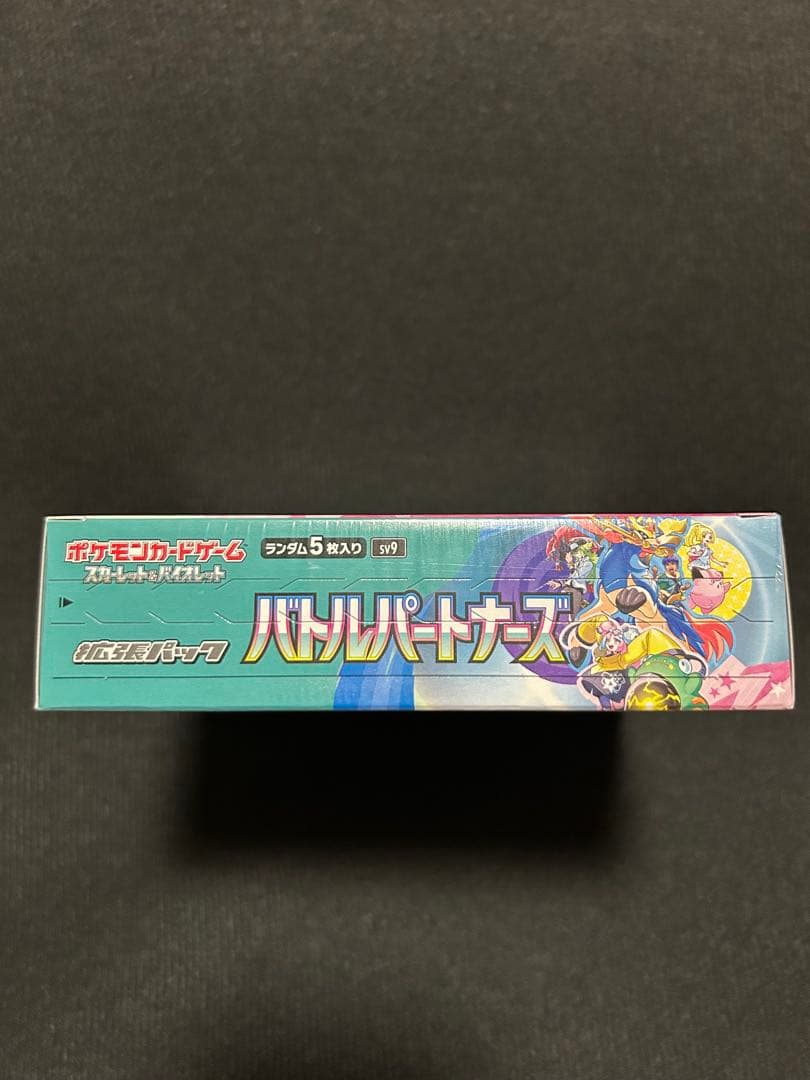 ポケモンカードゲーム
スカーレット&バイオレット
ランダム5枚入り
sv9
拡張パック
バトルパートナーズ